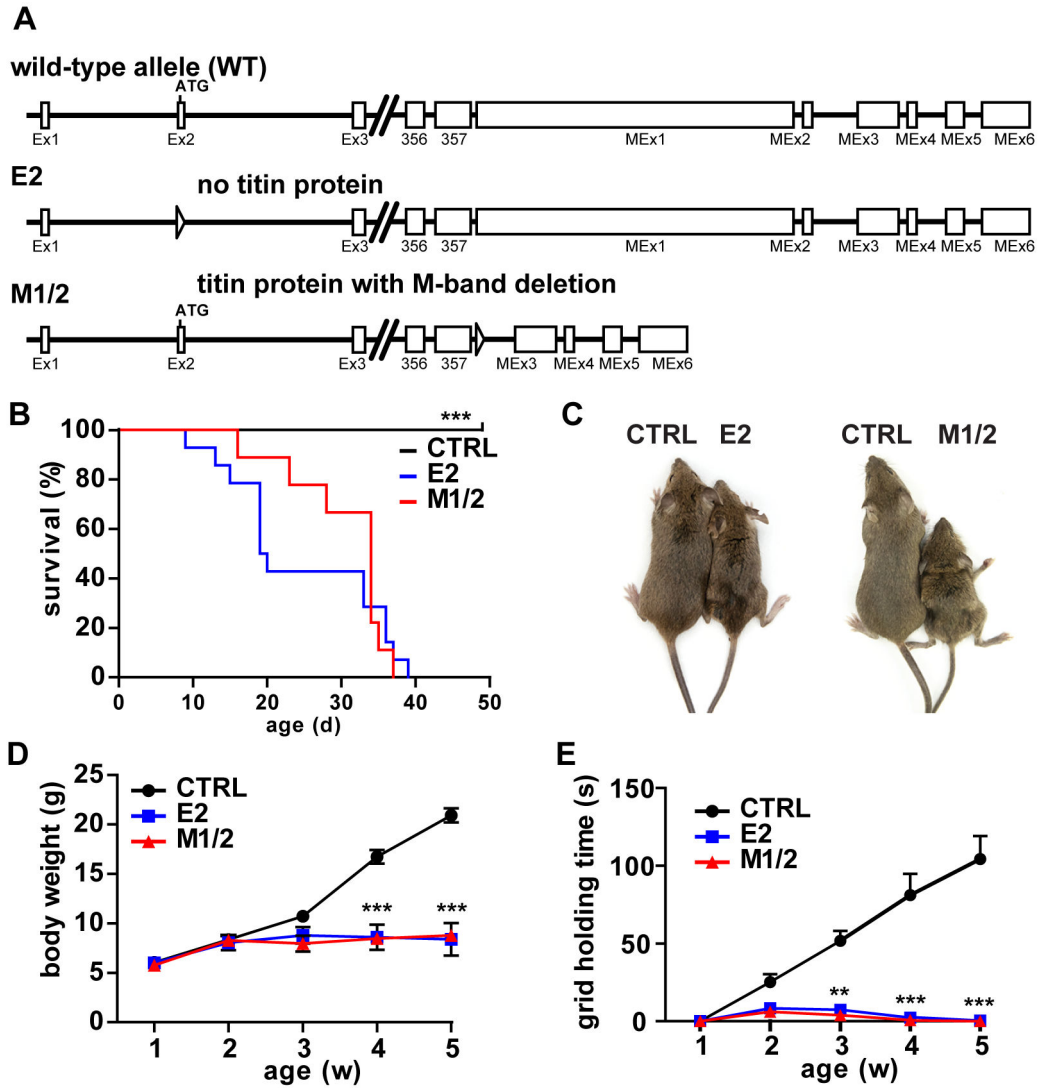 A
wild-type allele (WT)
ATG
Ex1 Ex2 Ex3 356 357 MEx1 MEx2 MEx3 MEx4 MEx5 MEx6
E2 no titin protein
Ex1 Ex3 356 357 MEx1 MEx2 MEx3 MEx4 MEx5 MEx6
M1/2 titin protein with M-band deletion
ATG
Ex1 Ex2 Ex3 356 357 MEx3 MEx4 MEx5 MEx6
B
***
CTRL
E2
M1/2
survival (%)
100
80
60
40
20
0
0 10 20 30 40 50
age (d)
C
CTRL E2 CTRL M1/2
D
CTRL
E2
M1/2
body weight (g)
25
20
15
10
5
0
*** ***
1 2 3 4 5
age (w)
E
CTRL
E2
M1/2
grid holding time (s)
150
100
50
0
** *** ***
1 2 3 4 5
age (w)